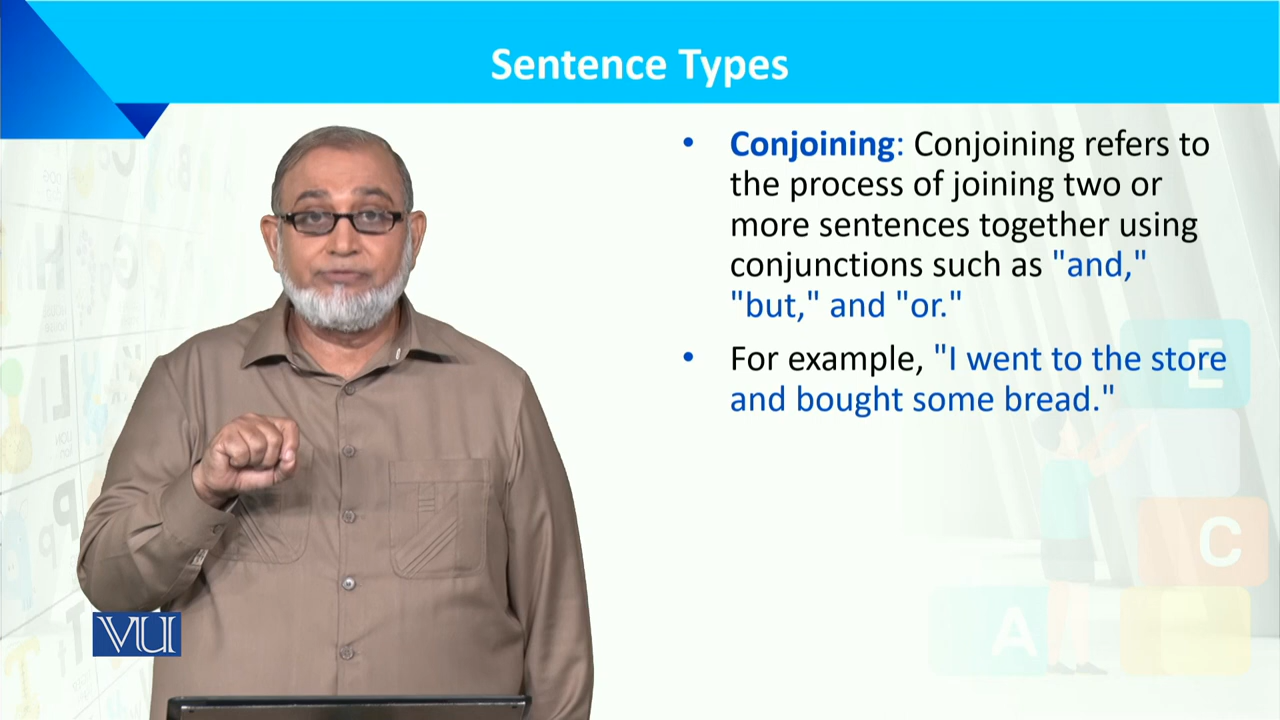 Sentence Types
• Conjoining: Conjoining refers to
the process of joining two or
more sentences together using
conjunctions such as "and,"
"but," and "or."
• For example, "I went to the store
and bought some bread."
E
C
A
VU